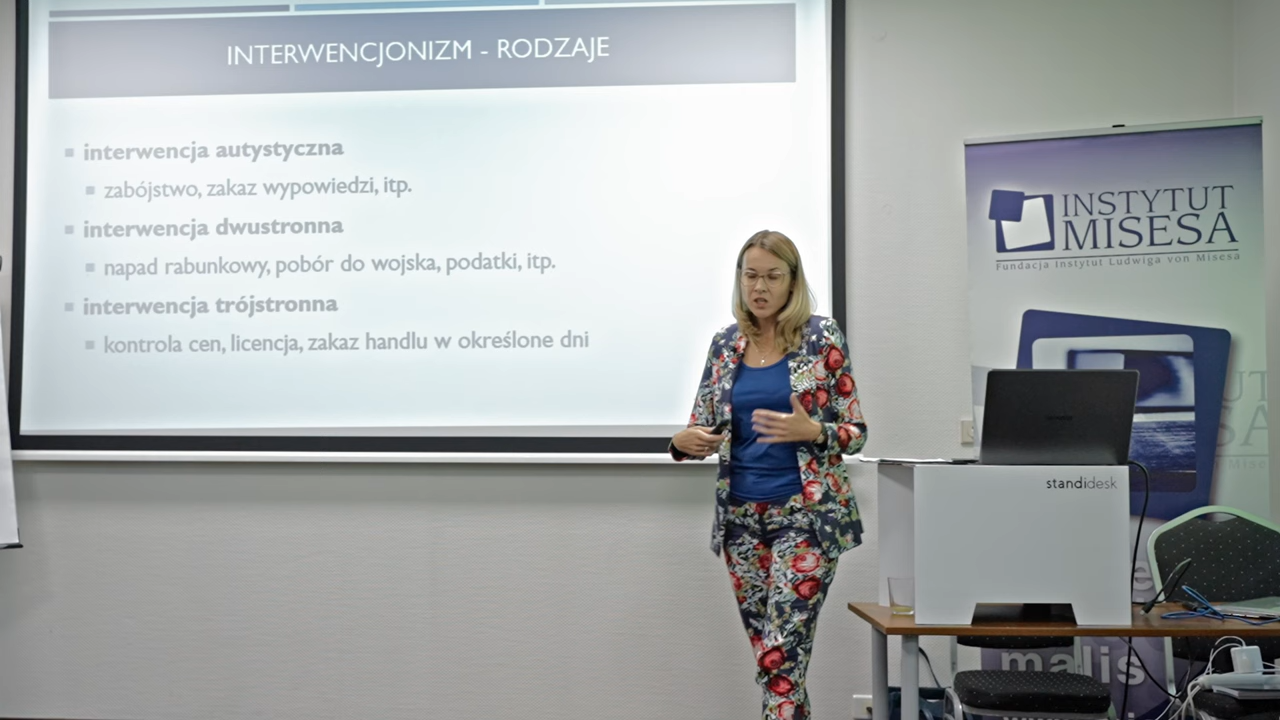 INTERWENCJONIZM - RODZAJE
interwencja autystyczna
zabójstwo, zakaz wypowiedzi, itp.
interwencja dwustronna
napad rabunkowy, pobór do wojska, podatki, itp.
interwencja trójstronna
kontrola cen, licencja, zakaz handlu w określone dni
INSTYTUT
MISESA
Fundacja Instytut Ludwiga von Misesa
standidesk
malis